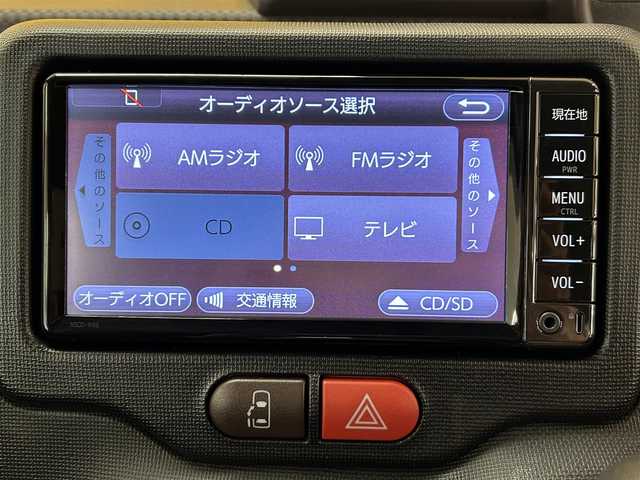 オーディオソース選択
その他のソース
AMラジオ
FMラジオ
その他のソース
CD
テレビ
オーディオOFF
交通情報
CD/SD
現在地
AUDIO
PWR
MENU
CTRL
VOL+
VOL-